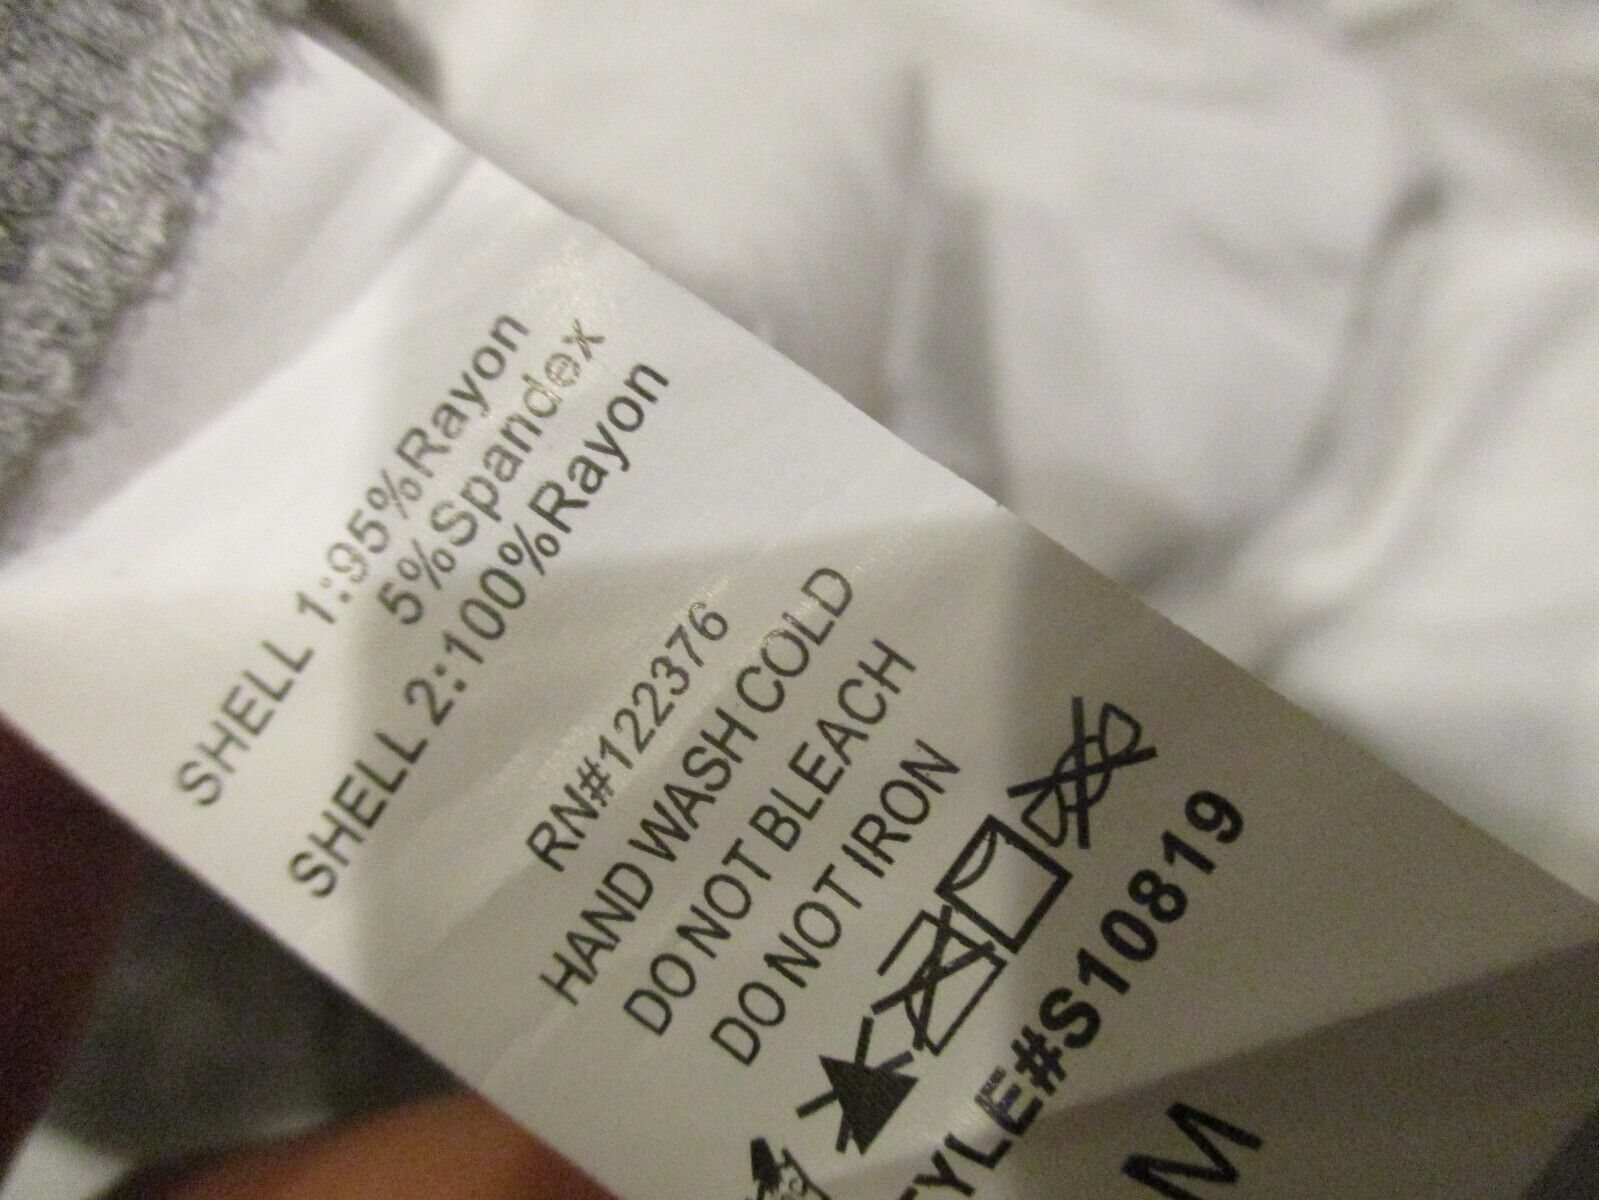 SHELL 1:95%Rayon
5%Spandex
SHELL 2:100%Rayon
RN#122376
HAND WASH COLD
DO NOT BLEACH
DO NOT IRON
TYLE#S10819
M